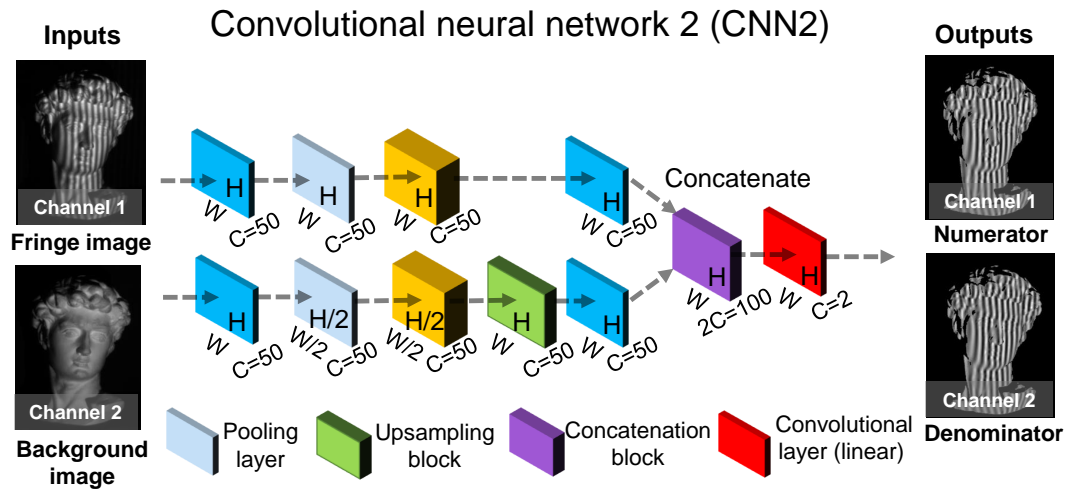 Convolutional neural network 2 (CNN2)
Inputs
Outputs
Channel 1
Fringe image
Channel 2
Background
image
H
W
C=50
H
W
C=50
H
W
C=50
H
W
C=50
H
W
C=50
H/2
W/2
C=50
H/2
W/2
C=50
H
W
C=50
H
W
C=50
Concatenate
H
W
2C=100
H
W
C=2
Channel 1
Numerator
Channel 2
Denominator
Pooling
layer
Upsampling
block
Concatenation
block
Convolutional
layer (linear)